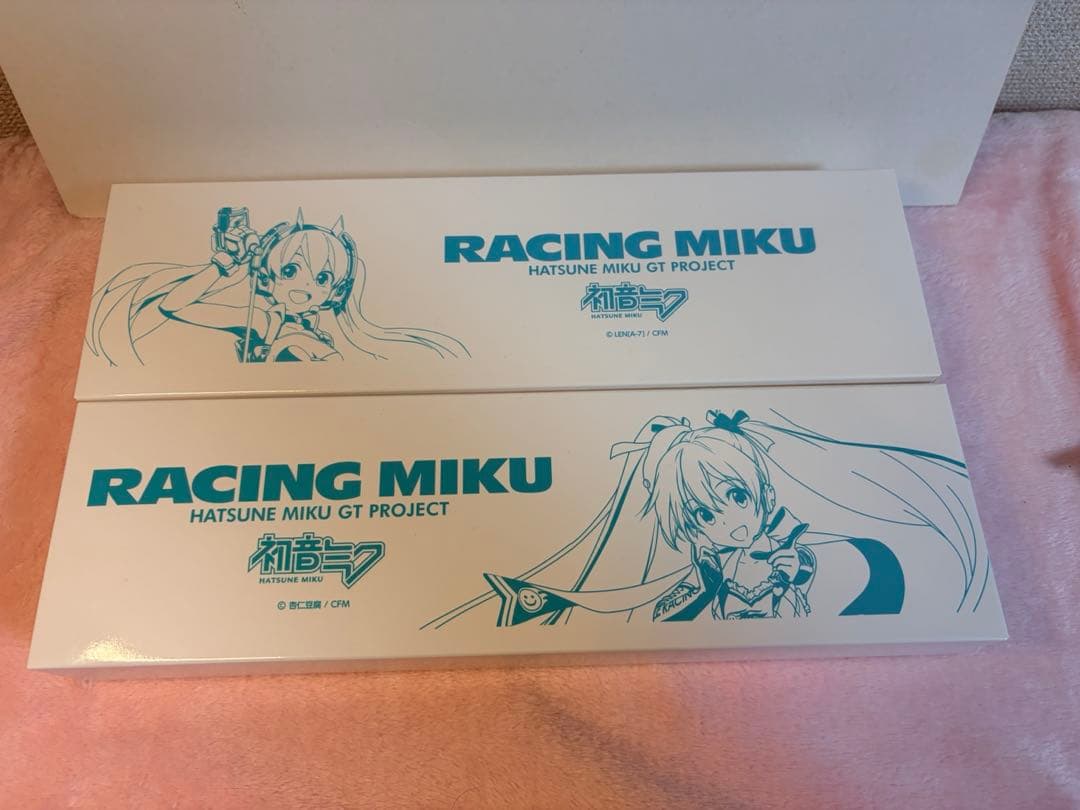 RACING MIKU
HATSUNE MIKU GT PROJECT
初音ミク
HATSUNE MIKU
© LEN[A-7] / CFM
RACING MIKU
HATSUNE MIKU GT PROJECT
初音ミク
HATSUNE MIKU
© 杏仁豆腐 / CFM
RACING